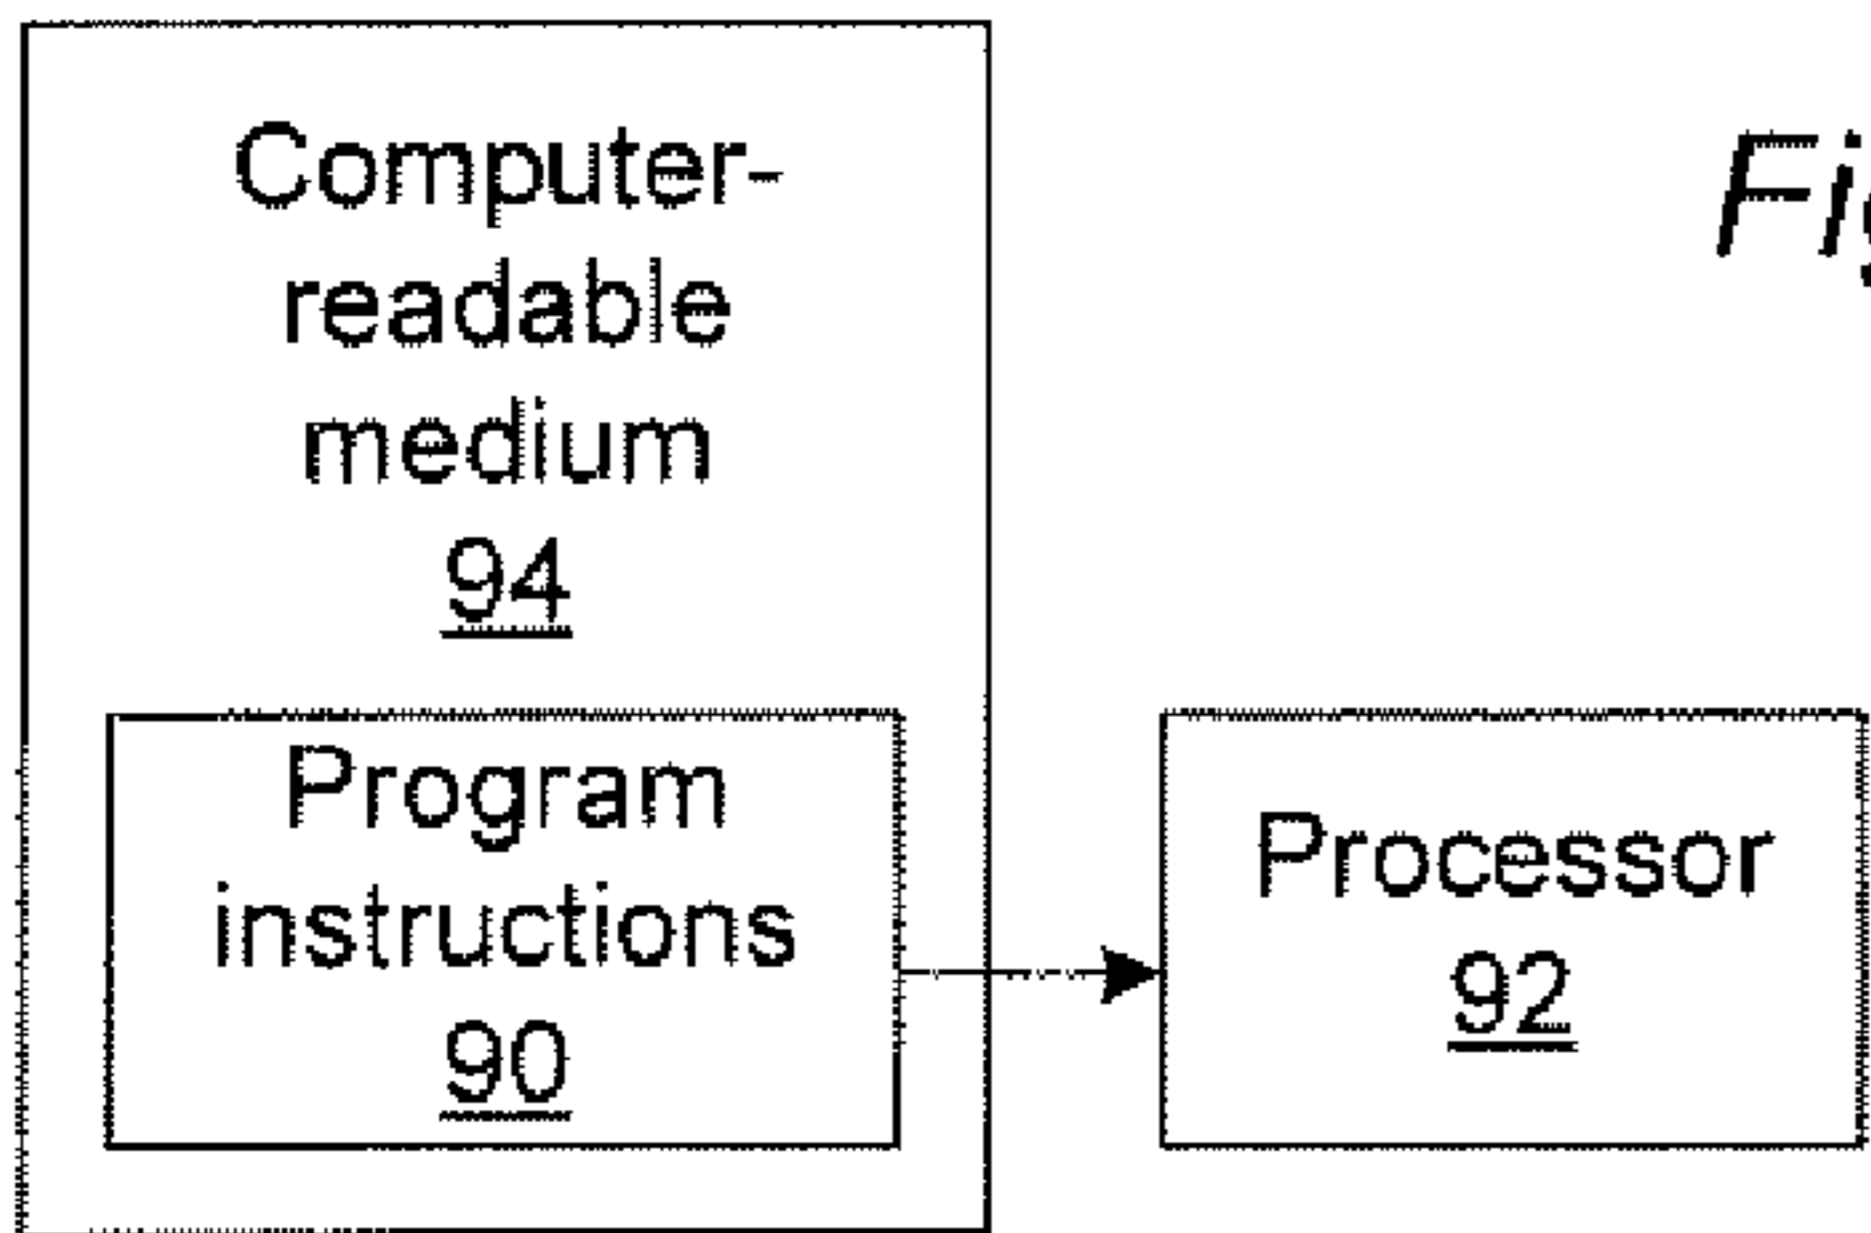 Computer-
readable
medium
94
Program
instructions
90
Processor
92